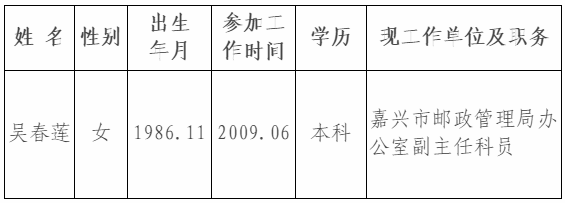 姓 名 性别 出生年月 参加工作时间 学历 现工作单位及职务
吴春莲 女 1986.11 2009.06 本科 嘉兴市邮政管理局办
公室副主任科员